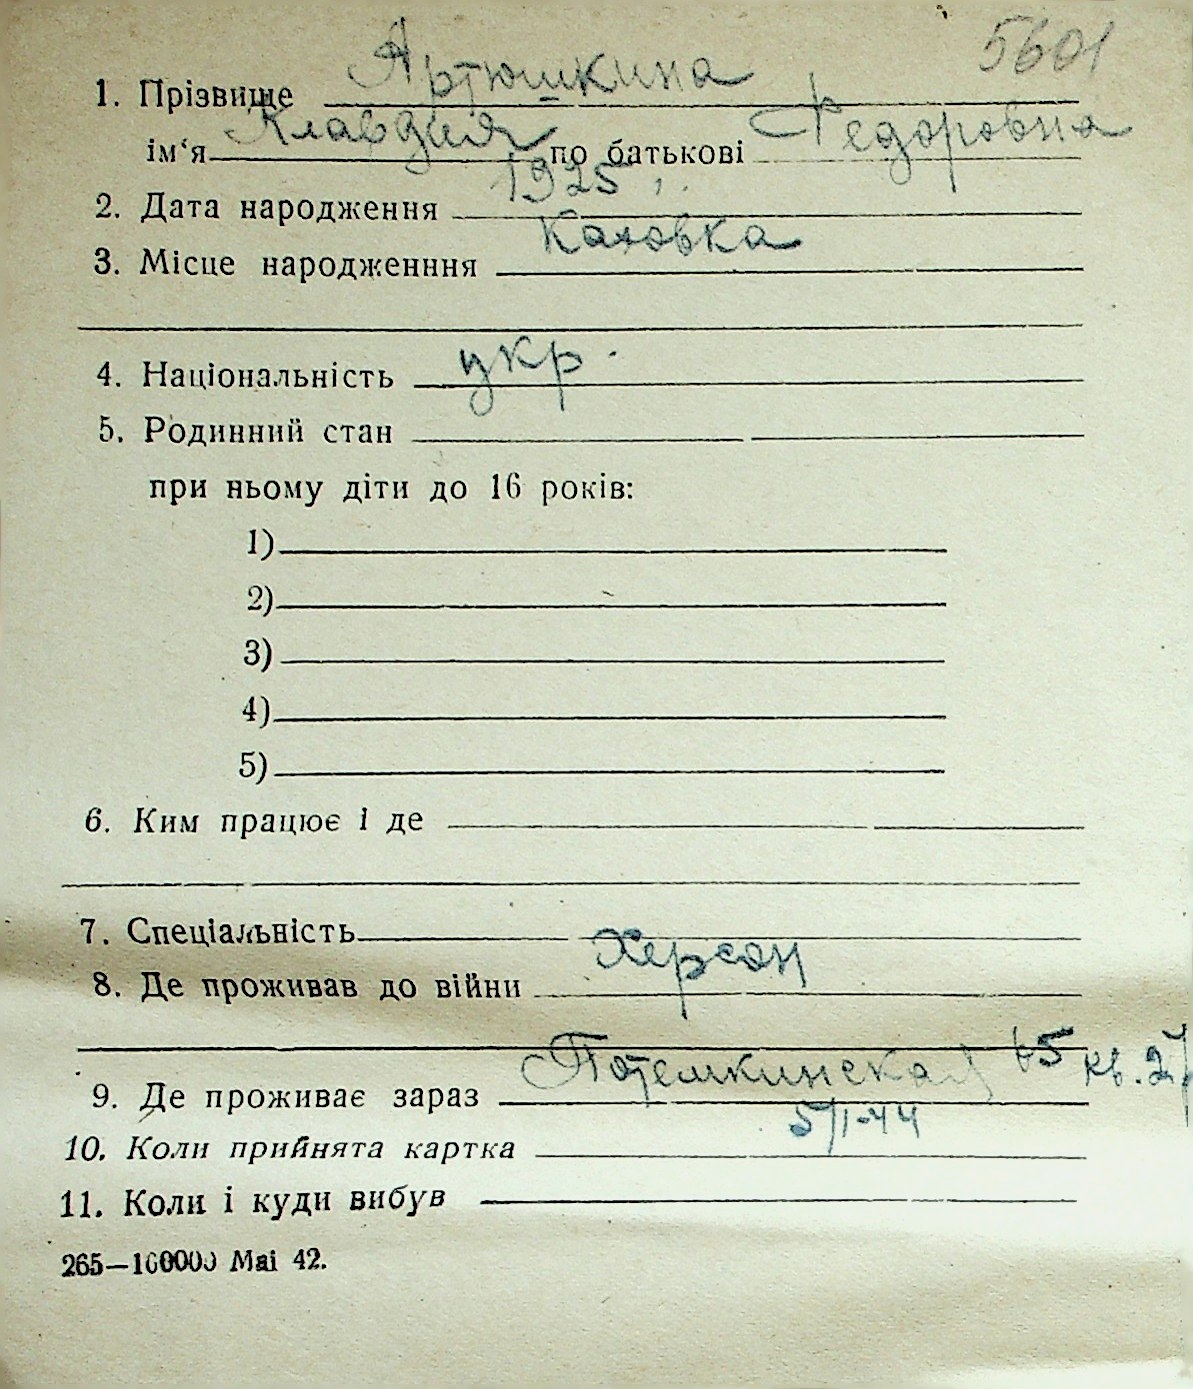 5601
1. Прізвище Артюшкина
ім‘я Клавдия по батькові Федоровна
2. Дата народження 1925
3. Місце народженння Каховка
4. Національність укр.
5. Родинний стан
при ньому діти до 16 років:
1)
2)
3)
4)
5)
6. Ким працює і де
7. Спеціальність
8. Де проживав до війни Херсон
9. Де проживає зараз Потемкинская 65 кв. 27
10. Коли прийнята картка 5/I-44
11. Коли і куди вибув
265—100000 Mai 42.